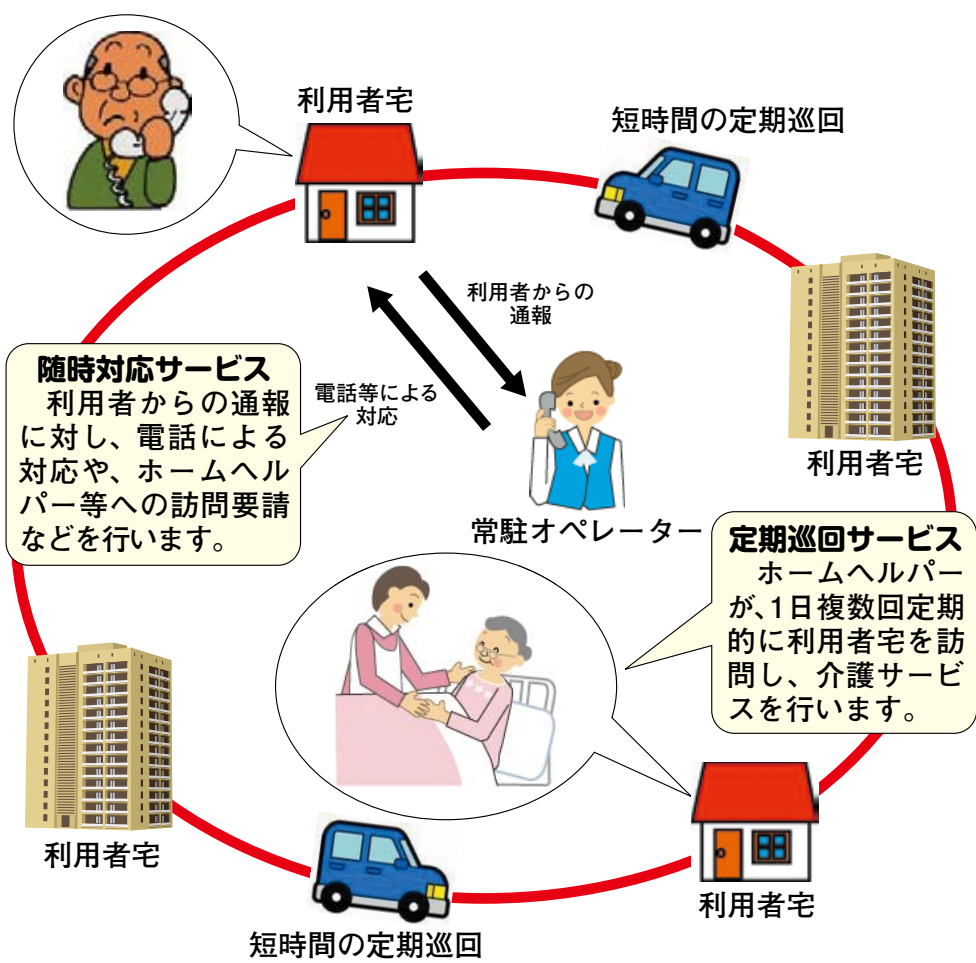 利用者宅
短時間の定期巡回
利用者からの
通報
随時対応サービス
利用者からの通報
に対し、電話による
対応や、ホームヘル
パー等への訪問要請
などを行います。
電話等による
対応
利用者宅
常駐オペレーター
定期巡回サービス
ホームヘルパー
が、1日複数回定期
的に利用者宅を訪
問し、介護サービ
スを行います。
利用者宅
利用者宅
短時間の定期巡回